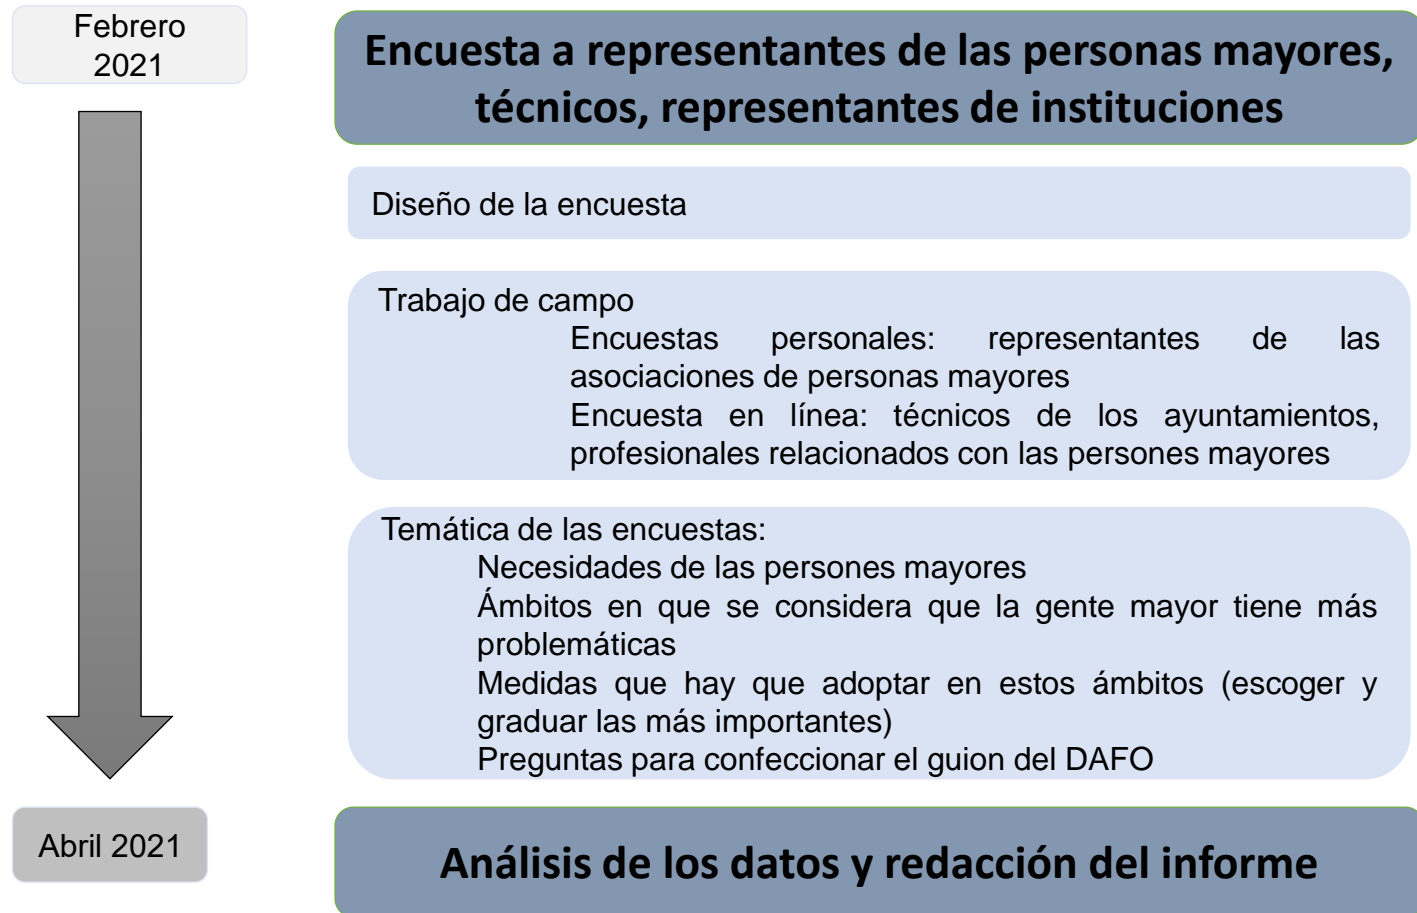 Febrero
2021
Encuesta a representantes de las personas mayores,
técnicos, representantes de instituciones
Diseño de la encuesta
Trabajo de campo
Encuestas personales: representantes de las
asociaciones de personas mayores
Encuesta en línea: técnicos de los ayuntamientos,
profesionales relacionados con las persones mayores
Temática de las encuestas:
Necesidades de las persones mayores
Ámbitos en que se considera que la gente mayor tiene más
problemáticas
Medidas que hay que adoptar en estos ámbitos (escoger y
graduar las más importantes)
Preguntas para confeccionar el guion del DAFO
Abril 2021
Análisis de los datos y redacción del informe